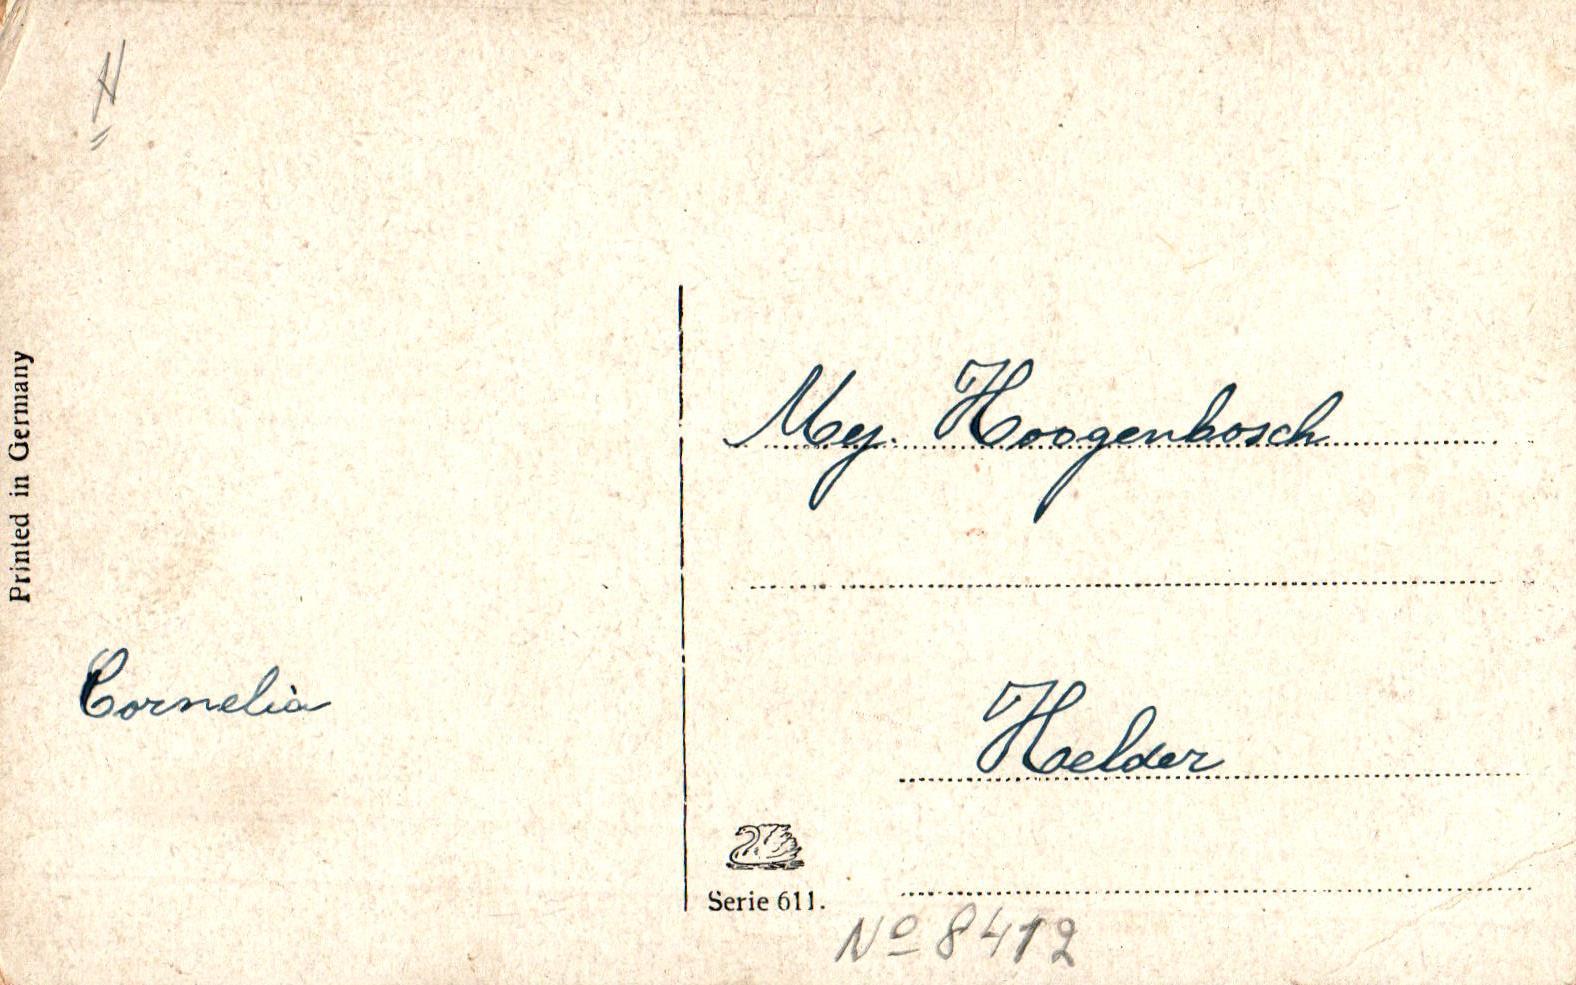 Printed in Germany
Cornelia
Mej. Hoogenbosch
Helder
Serie 611.
No 8412